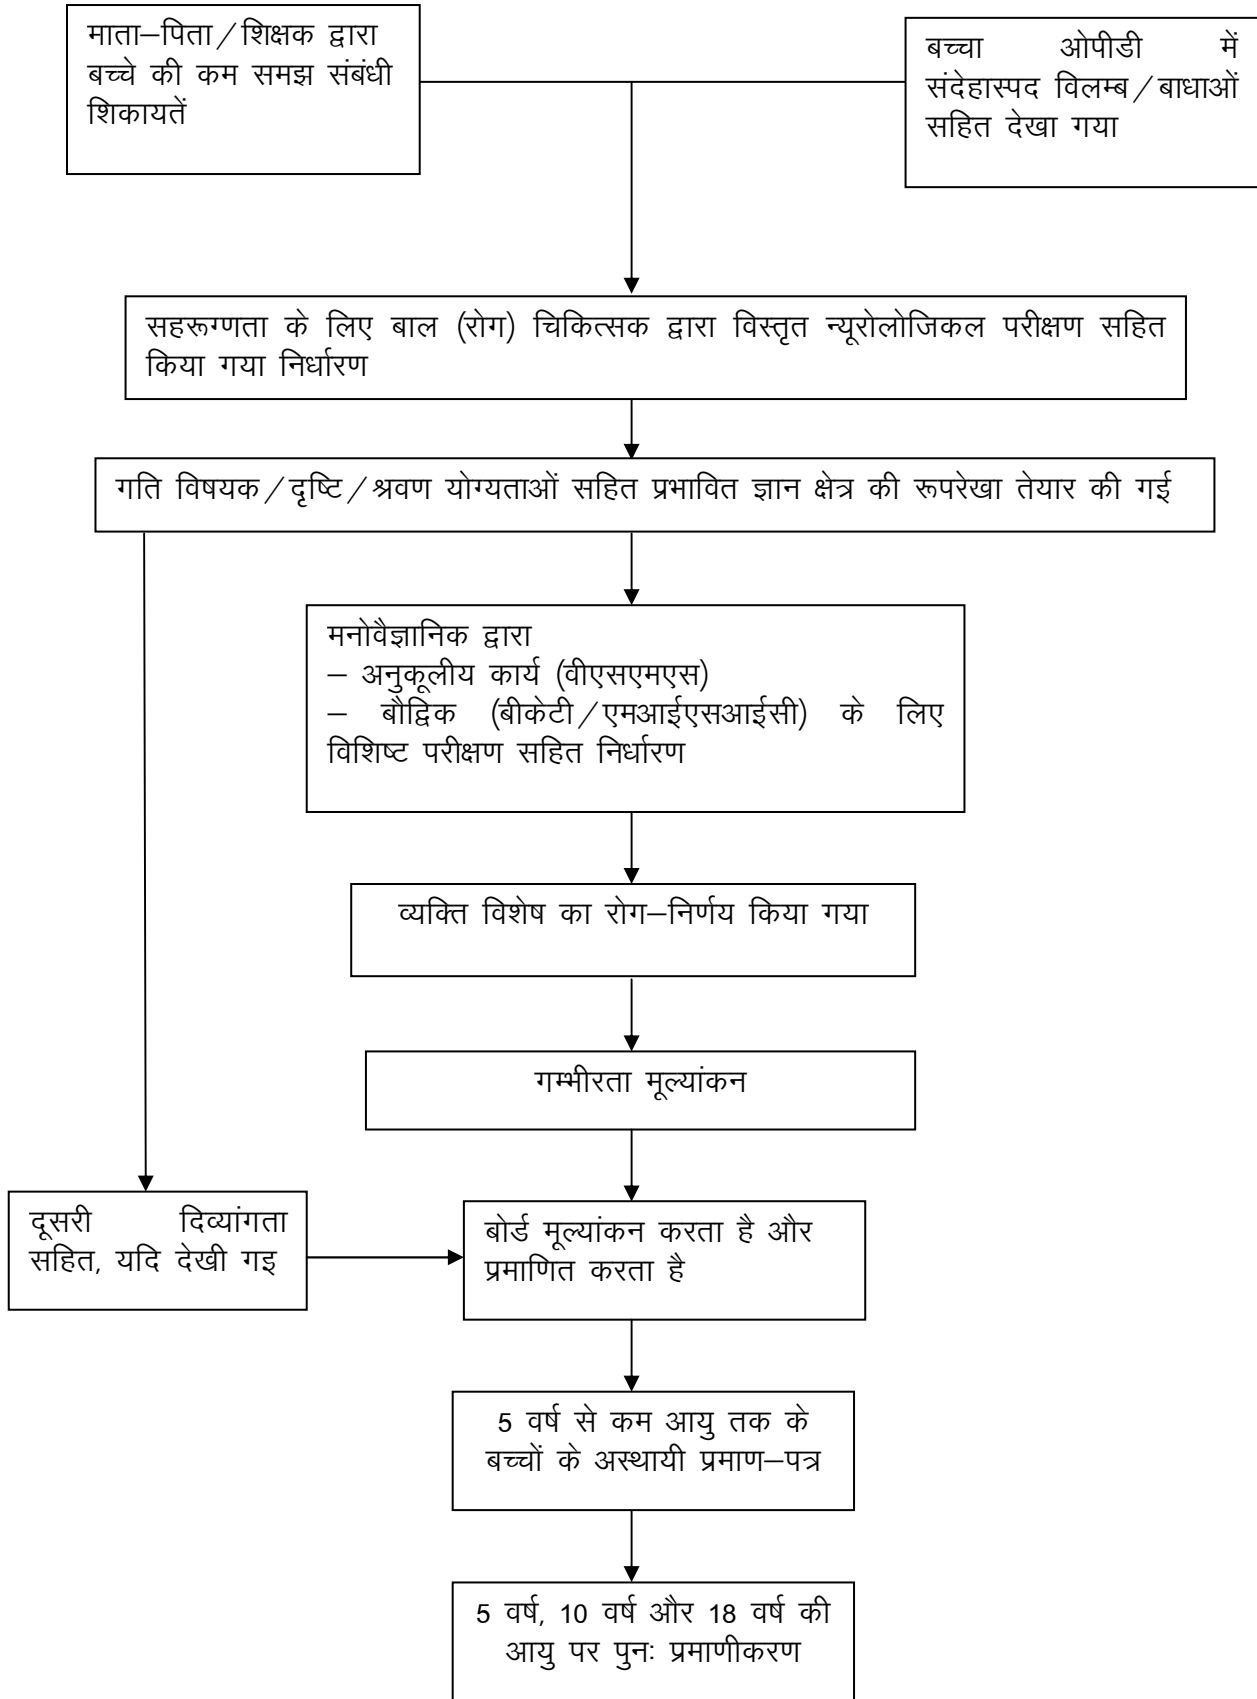 माता–पिता/शिक्षक द्वारा
बच्चे की कम समझ संबंधी
शिकायतें
बच्चा ओपीडी में
संदेहास्पद विलम्ब/बाधाओं
सहित देखा गया
सहरूग्णता के लिए बाल (रोग) चिकित्सक द्वारा विस्तृत न्यूरोलोजिकल परीक्षण सहित
किया गया निर्धारण
गति विषयक/दृष्टि/श्रवण योग्यताओं सहित प्रभावित ज्ञान क्षेत्र की रूपरेखा तैयार की गई
मनोवैज्ञानिक द्वारा
– अनुकूलीय कार्य (वीएसएमएस)
– बौद्विक (बीकेटी/एमआईएसआईसी) के लिए
विशिष्ट परीक्षण सहित निर्धारण
व्यक्ति विशेष का रोग–निर्णय किया गया
गम्भीरता मूल्यांकन
दूसरी दिव्यांगता
सहित, यदि देखी गइ
बोर्ड मूल्यांकन करता है और
प्रमाणित करता है
5 वर्ष से कम आयु तक के
बच्चों के अस्थायी प्रमाण–पत्र
5 वर्ष, 10 वर्ष और 18 वर्ष की
आयु पर पुनः प्रमाणीकरण